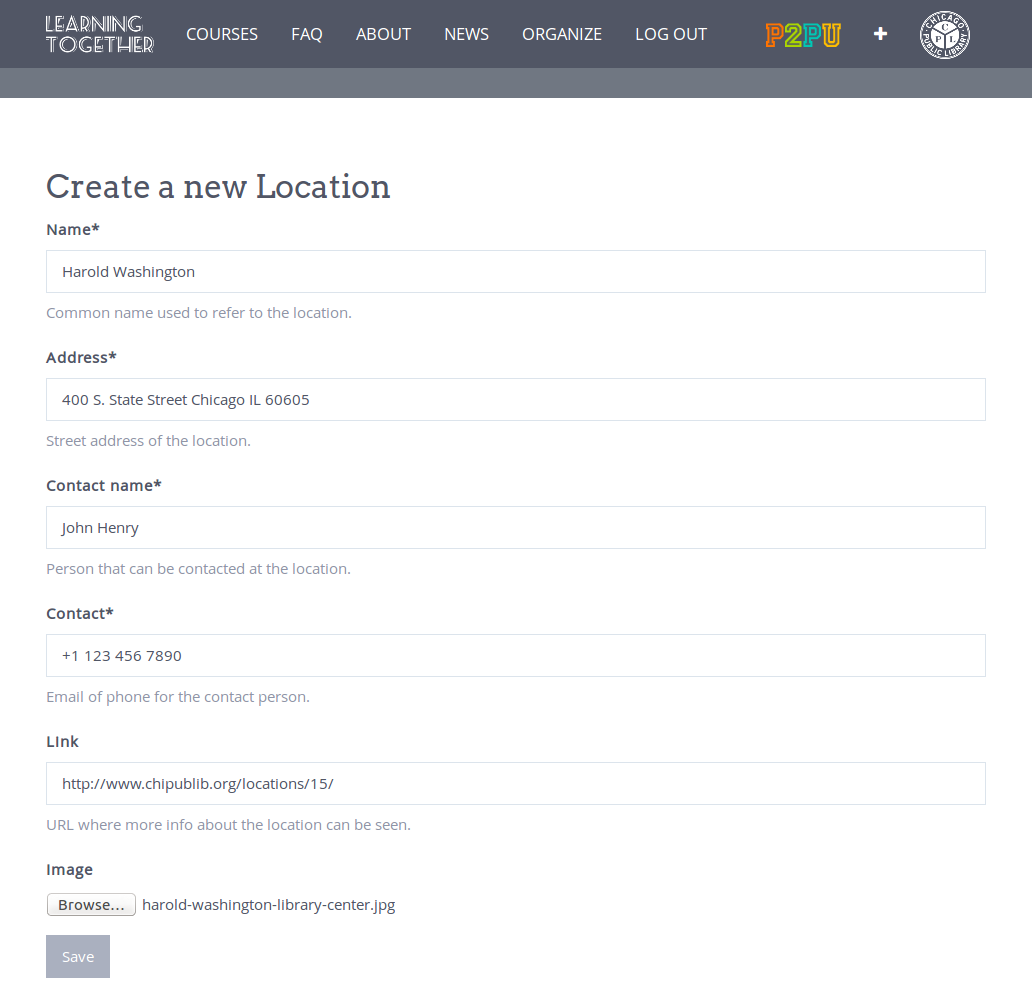 LEARNING TOGETHER
COURSES FAQ ABOUT NEWS ORGANIZE LOG OUT
P2PU
CHICAGO PUBLIC LIBRARY
CPL
Create a new Location
Name*
Harold Washington
Common name used to refer to the location.
Address*
400 S. State Street Chicago IL 60605
Street address of the location.
Contact name*
John Henry
Person that can be contacted at the location.
Contact*
+1 123 456 7890
Email of phone for the contact person.
LInk
http://www.chipublib.org/locations/15/
URL where more info about the location can be seen.
Image
Browse... harold-washington-library-center.jpg
Save